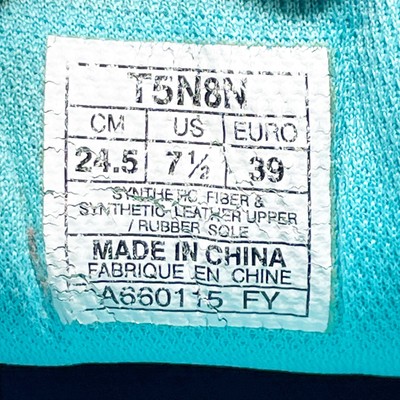 T5N8N
CM US EURO
24.5 7½ 39
SYNTHETIC FIBER &
SYNTHETIC LEATHER UPPER
/ RUBBER SOLE
MADE IN CHINA
FABRIQUE EN CHINE
A660115 FY